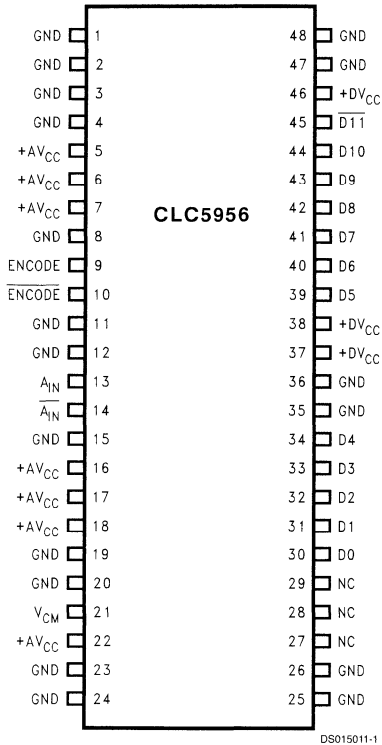 GND 1 48 GND
GND 2 47 GND
GND 3 46 +DVCC
GND 4 45 D̅1̅1̅
+AVCC 5 44 D10
+AVCC 6 43 D9
+AVCC 7 42 D8
CLC5956
GND 8 41 D7
ENCODE 9 40 D6
E̅N̅C̅O̅D̅E̅ 10 39 D5
GND 11 38 +DVCC
GND 12 37 +DVCC
AIN 13 36 GND
A̅I̅N̅ 14 35 GND
GND 15 34 D4
+AVCC 16 33 D3
+AVCC 17 32 D2
+AVCC 18 31 D1
GND 19 30 D0
GND 20 29 NC
VCM 21 28 NC
+AVCC 22 27 NC
GND 23 26 GND
GND 24 25 GND
DS015011-1